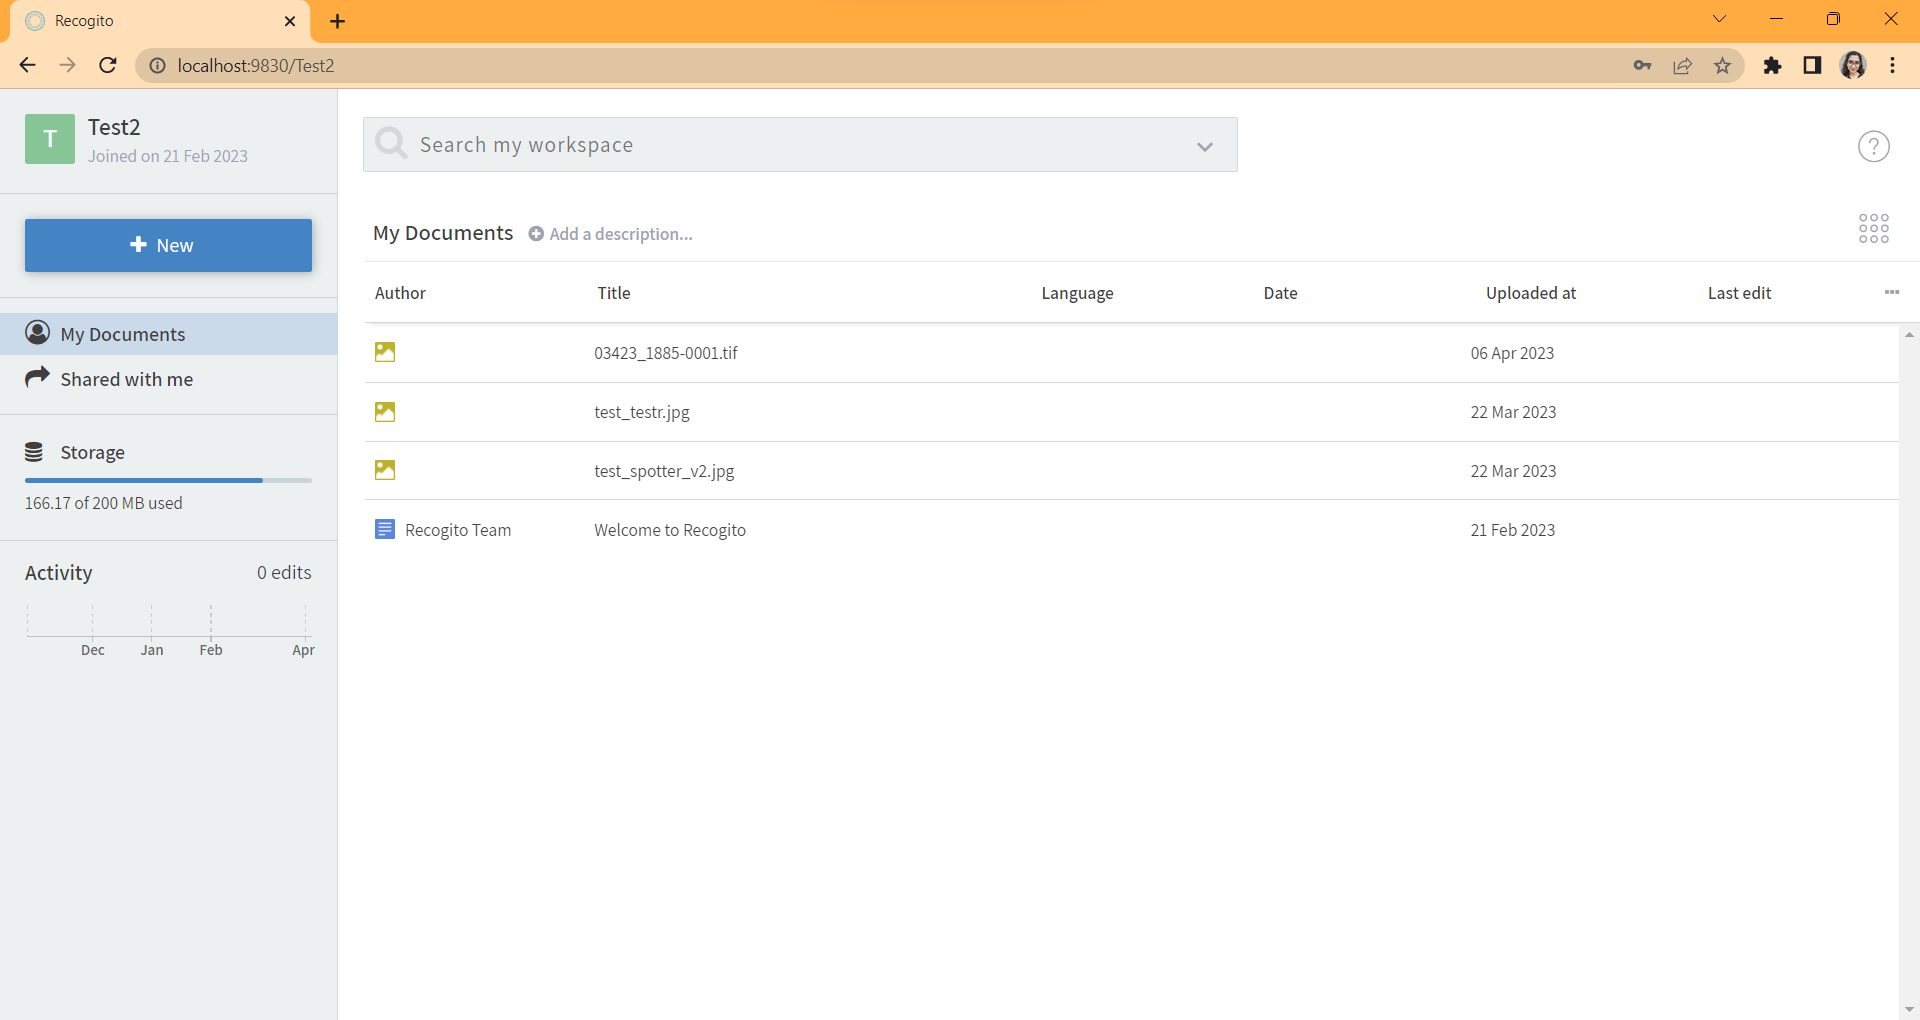 Recogito
localhost:9830/Test2
T
Test2
Joined on 21 Feb 2023
Search my workspace
?
New
My Documents
Add a description...
Author Title Language Date Uploaded at Last edit
My Documents
Shared with me
03423_1885-0001.tif 06 Apr 2023
test_testr.jpg 22 Mar 2023
test_spotter_v2.jpg 22 Mar 2023
Recogito Team Welcome to Recogito 21 Feb 2023
Storage
166.17 of 200 MB used
Activity 0 edits
Dec Jan Feb Apr